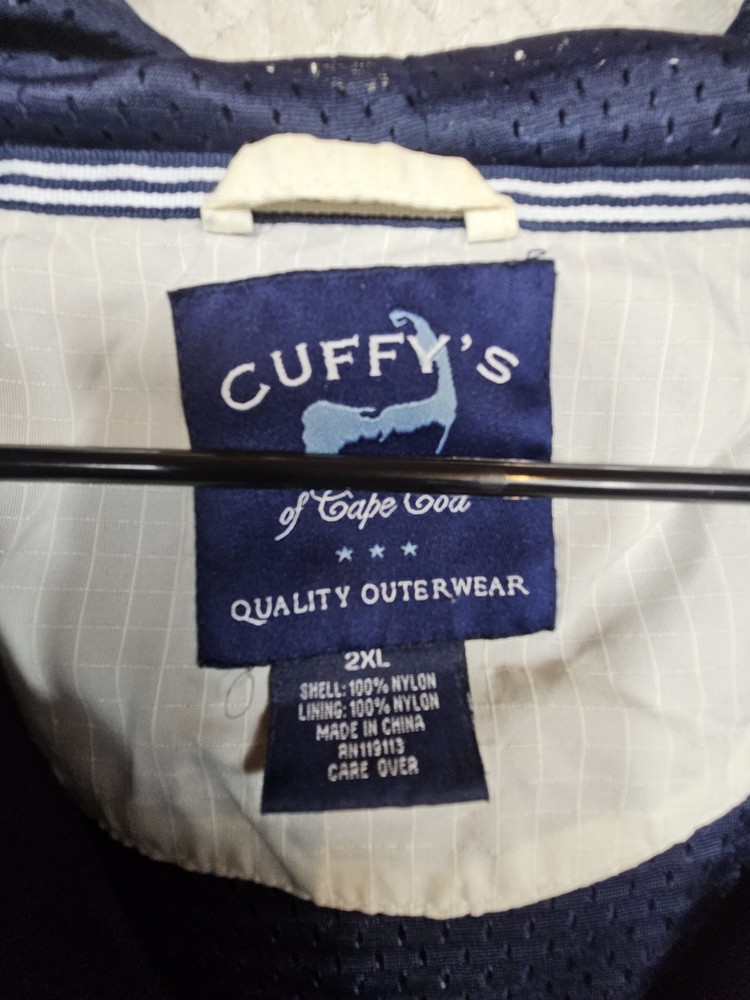 CUFFY'S
of Cape Cod
QUALITY OUTERWEAR
2XL
SHELL: 100% NYLON
LINING: 100% NYLON
MADE IN CHINA
RN119113
CARE OVER